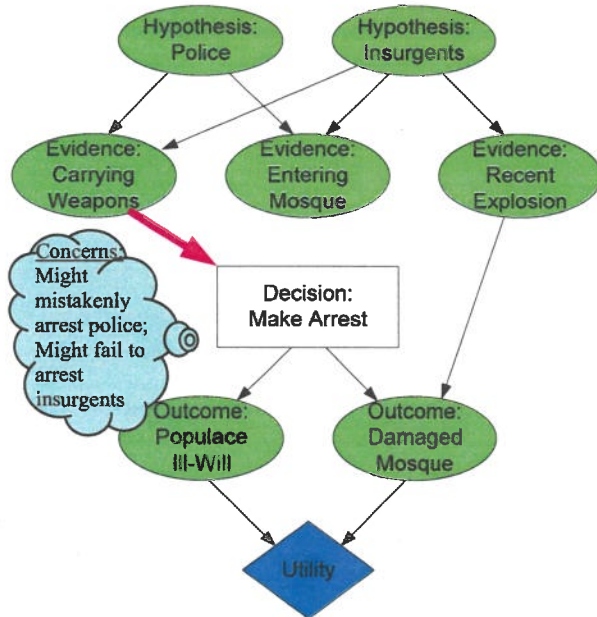 Hypothesis:
Police
Hypothesis:
Insurgents
Evidence:
Carrying
Weapons
Evidence:
Entering
Mosque
Evidence:
Recent
Explosion
Concerns:
Might
mistakenly
arrest police;
Might fail to
arrest
insurgents
Decision:
Make Arrest
Outcome:
Populace
Ill-Will
Outcome:
Damaged
Mosque
Utility